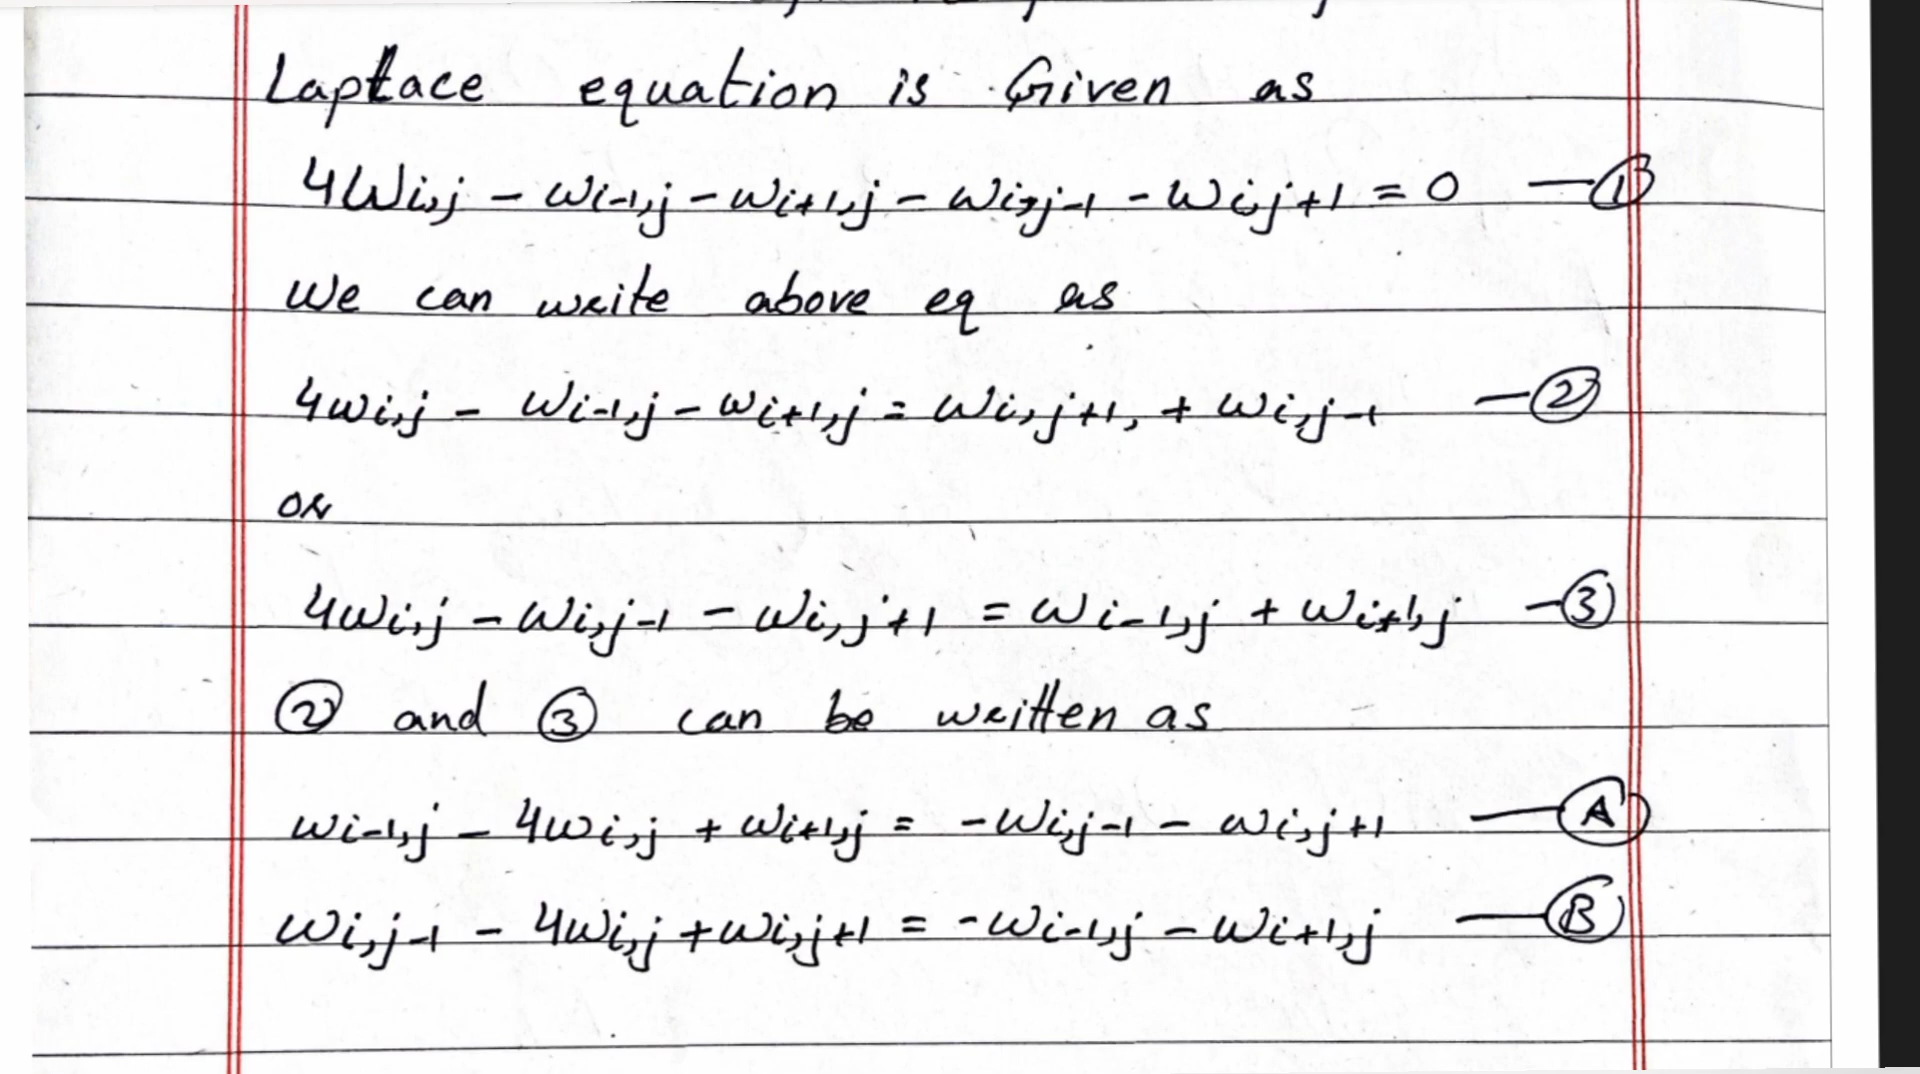 Laplace equation is Given as
4Wi,j - wi-1,j - wi+1,j - wi,j-1 - wi,j+1 = 0 — ①
We can write above eq as
4wi,j - wi-1,j - wi+1,j = wi,j+1, + wi,j-1 — ②
or
4wi,j - wi,j-1 - wi,j+1 = wi-1,j + wi+1,j — ③
② and ③ can be written as
wi-1,j - 4wi,j + wi+1,j = -wi,j-1 - wi,j+1 — Ⓐ
wi,j-1 - 4wi,j + wi,j+1 = -wi-1,j - wi+1,j — Ⓑ